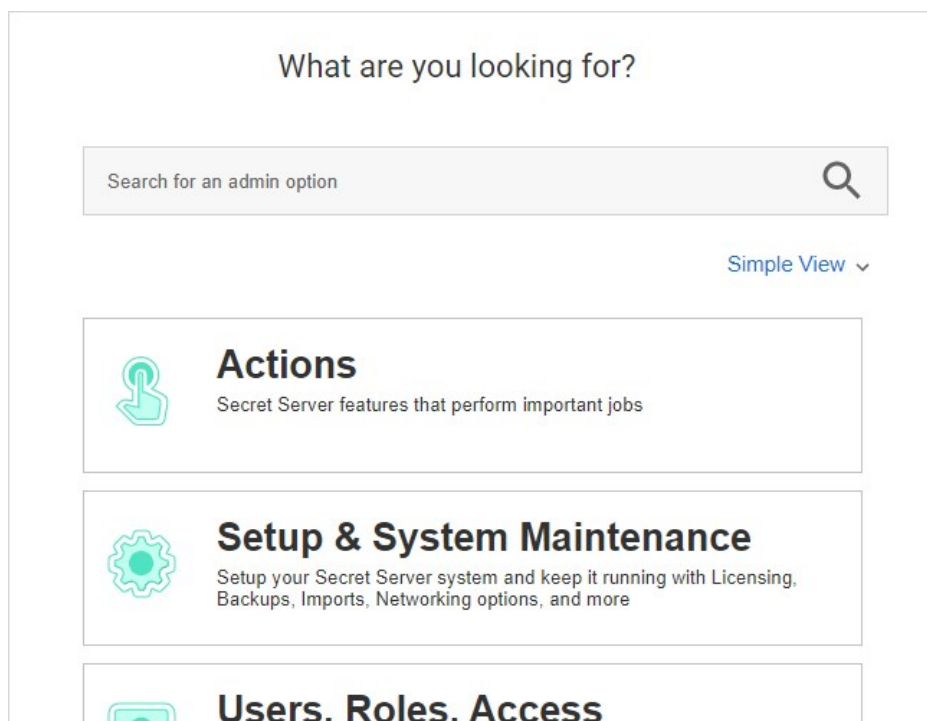 What are you looking for?
Search for an admin option
Simple View
Actions
Secret Server features that perform important jobs
Setup & System Maintenance
Setup your Secret Server system and keep it running with Licensing,
Backups, Imports, Networking options, and more
Users, Roles, Access